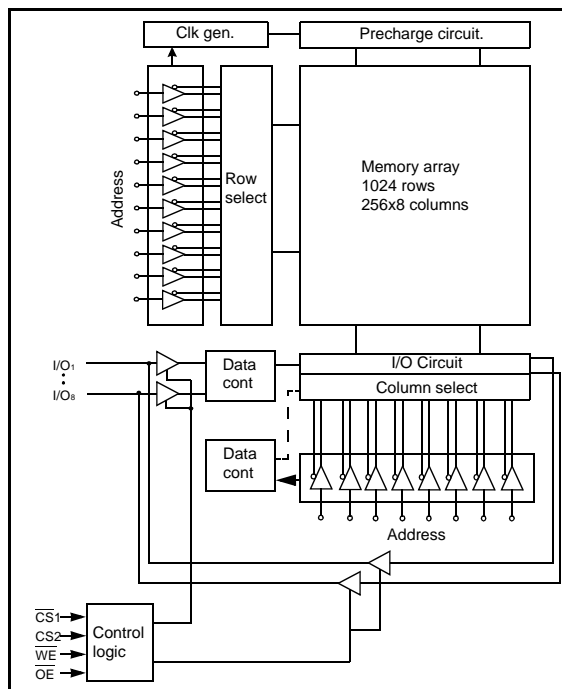 Clk gen.
Precharge circuit.
Address
Row
select
Memory array
1024 rows
256x8 columns
I/O1
I/O8
Data
cont
I/O Circuit
Column select
Data
cont
Address
CS1
CS2
WE
OE
Control
logic